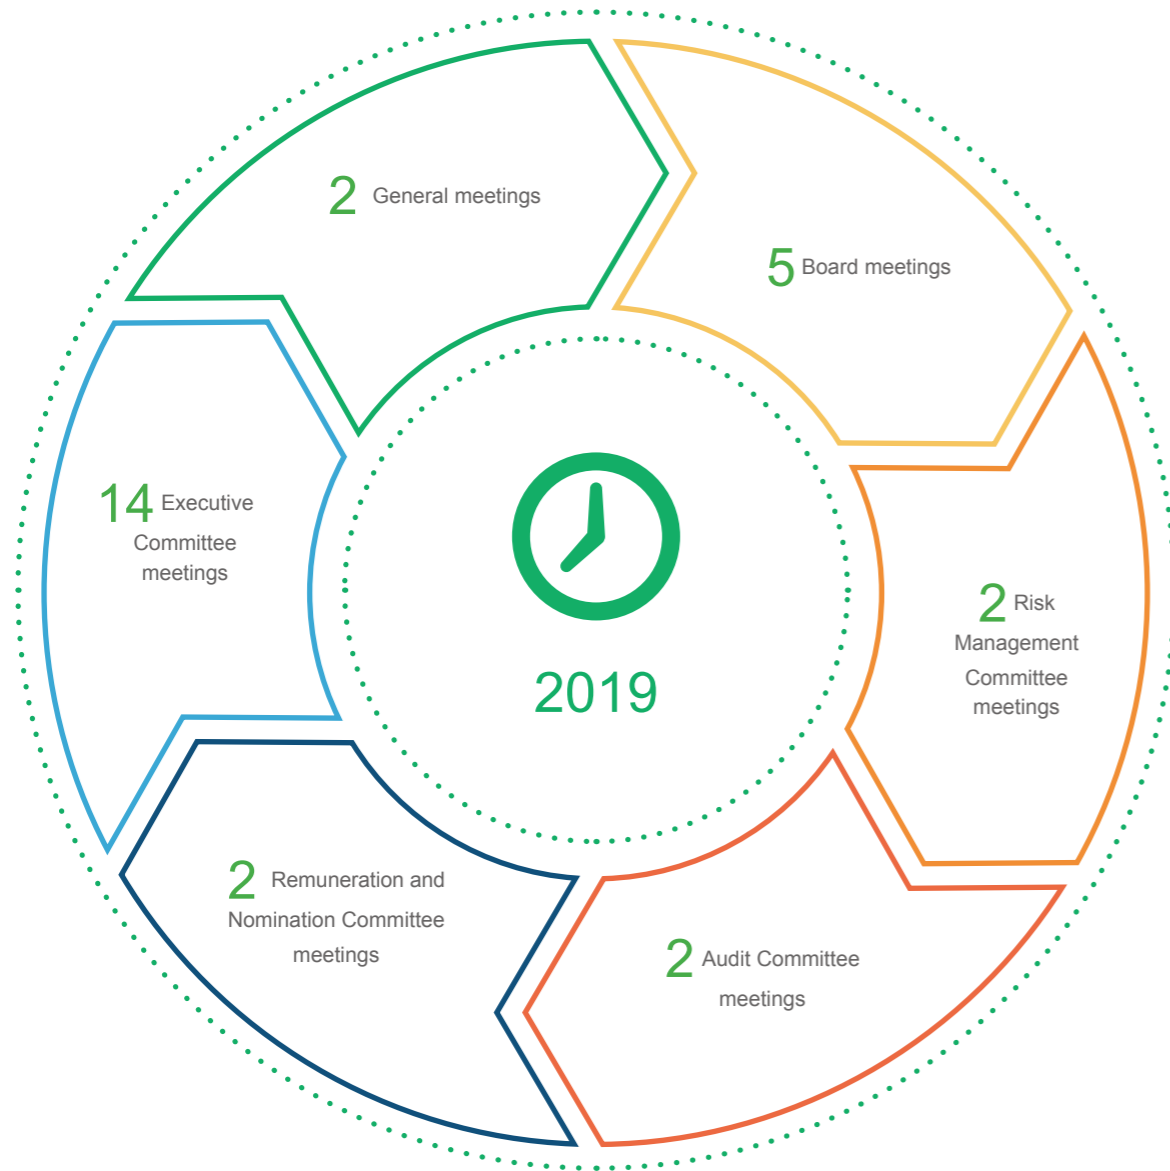 2 General meetings
5 Board meetings
2 Risk
Management
Committee
meetings
2 Audit Committee
meetings
2 Remuneration and
Nomination Committee
meetings
14 Executive
Committee
meetings
2019